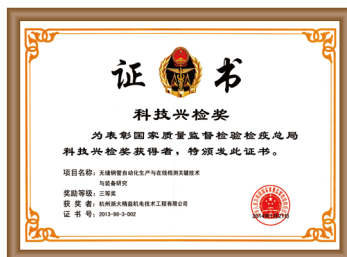 证 书
科技兴检奖
为表彰国家质量监督检验检疫总局
科技兴检奖获得者，特颁发此证书。
项目名称：无缝钢管自动化生产与在线检测关键技术
与装备研究
奖励等级：三等奖
获 奖 者：杭州浙大精益机电技术工程有限公司
证 书 号：2013-98-3-002